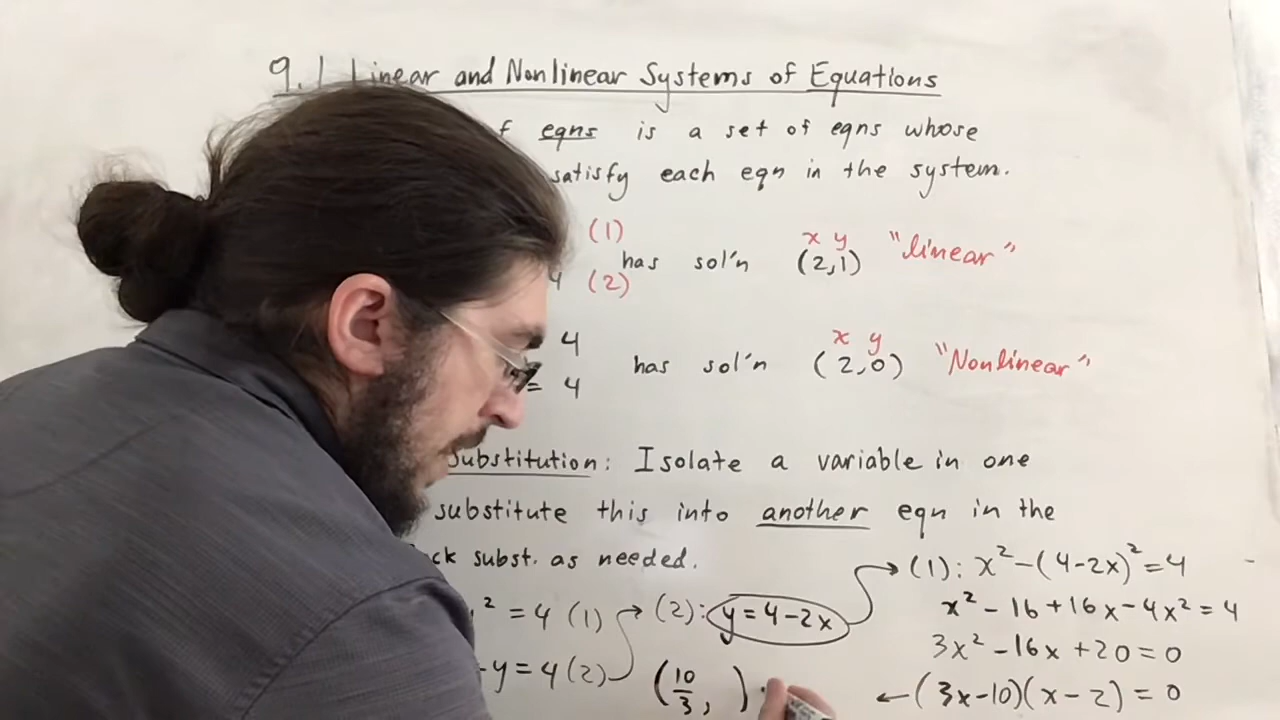 9.1 Linear and Nonlinear Systems of Equations
eqns is a set of eqns whose
satisfy each eqn in the system.
(1)
has sol'n (2,1) "linear"
x y
4 (2)
4
has sol'n (2,0) "Nonlinear"
x y
= 4
Substitution: Isolate a variable in one
substitute this into another eqn in the
subst. as needed.
→ (1): x² - (4-2x)² = 4
² = 4 (1) → (2): y = 4-2x
x² - 16 + 16x - 4x² = 4
3x² - 16x + 20 = 0
-y = 4 (2)
(10/3, )
← (3x-10)(x-2) = 0